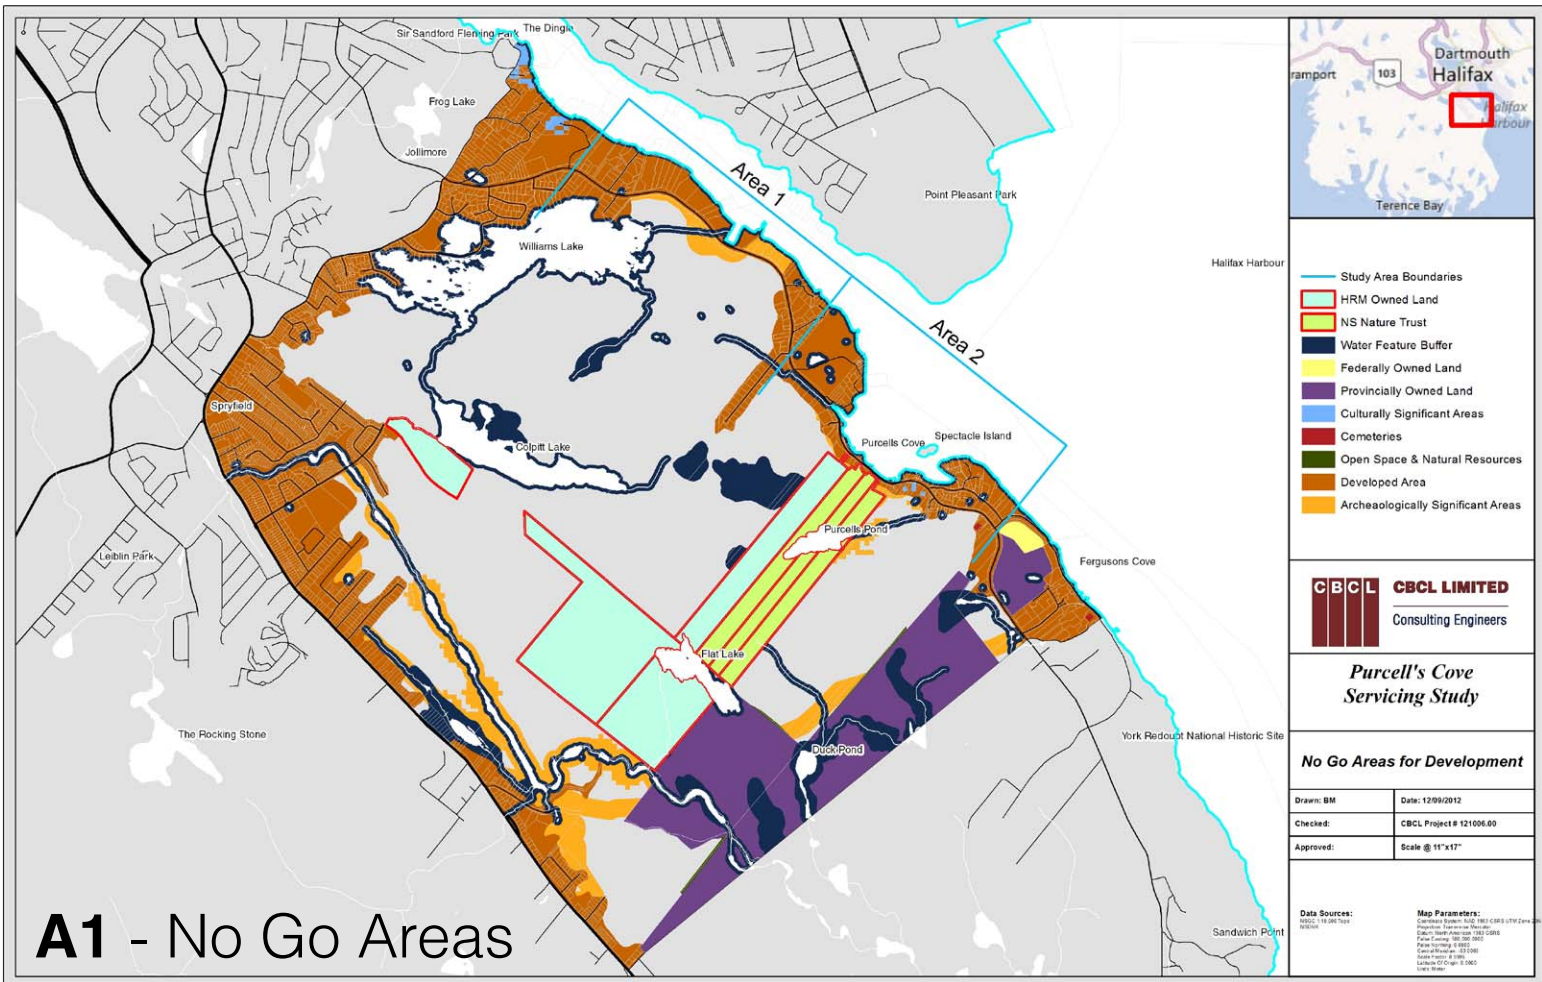 Sir Sandford Fleming Park
The Dingle
Frog Lake
Jollimore
Area 1
Point Pleasant Park
Williams Lake
Halifax Harbour
Area 2
Spryfield
Colpitt Lake
Purcells Cove
Spectacle Island
Purcells Pond
Leiblin Park
Fergusons Cove
Flat Lake
The Rocking Stone
Duck Pond
York Redoubt National Historic Site
Sandwich Point
A1 - No Go Areas
Dartmouth
103
Halifax
ramport
Halifax
Harbour
Terence Bay
Study Area Boundaries
HRM Owned Land
NS Nature Trust
Water Feature Buffer
Federally Owned Land
Provincially Owned Land
Culturally Significant Areas
Cemeteries
Open Space & Natural Resources
Developed Area
Archeaologically Significant Areas
CBCL
CBCL LIMITED
Consulting Engineers
Purcell's Cove
Servicing Study
No Go Areas for Development
Drawn: BM
Date: 12/09/2012
Checked:
CBCL Project # 121006.00
Approved:
Scale @ 11"x17"
Data Sources:
Map Parameters: